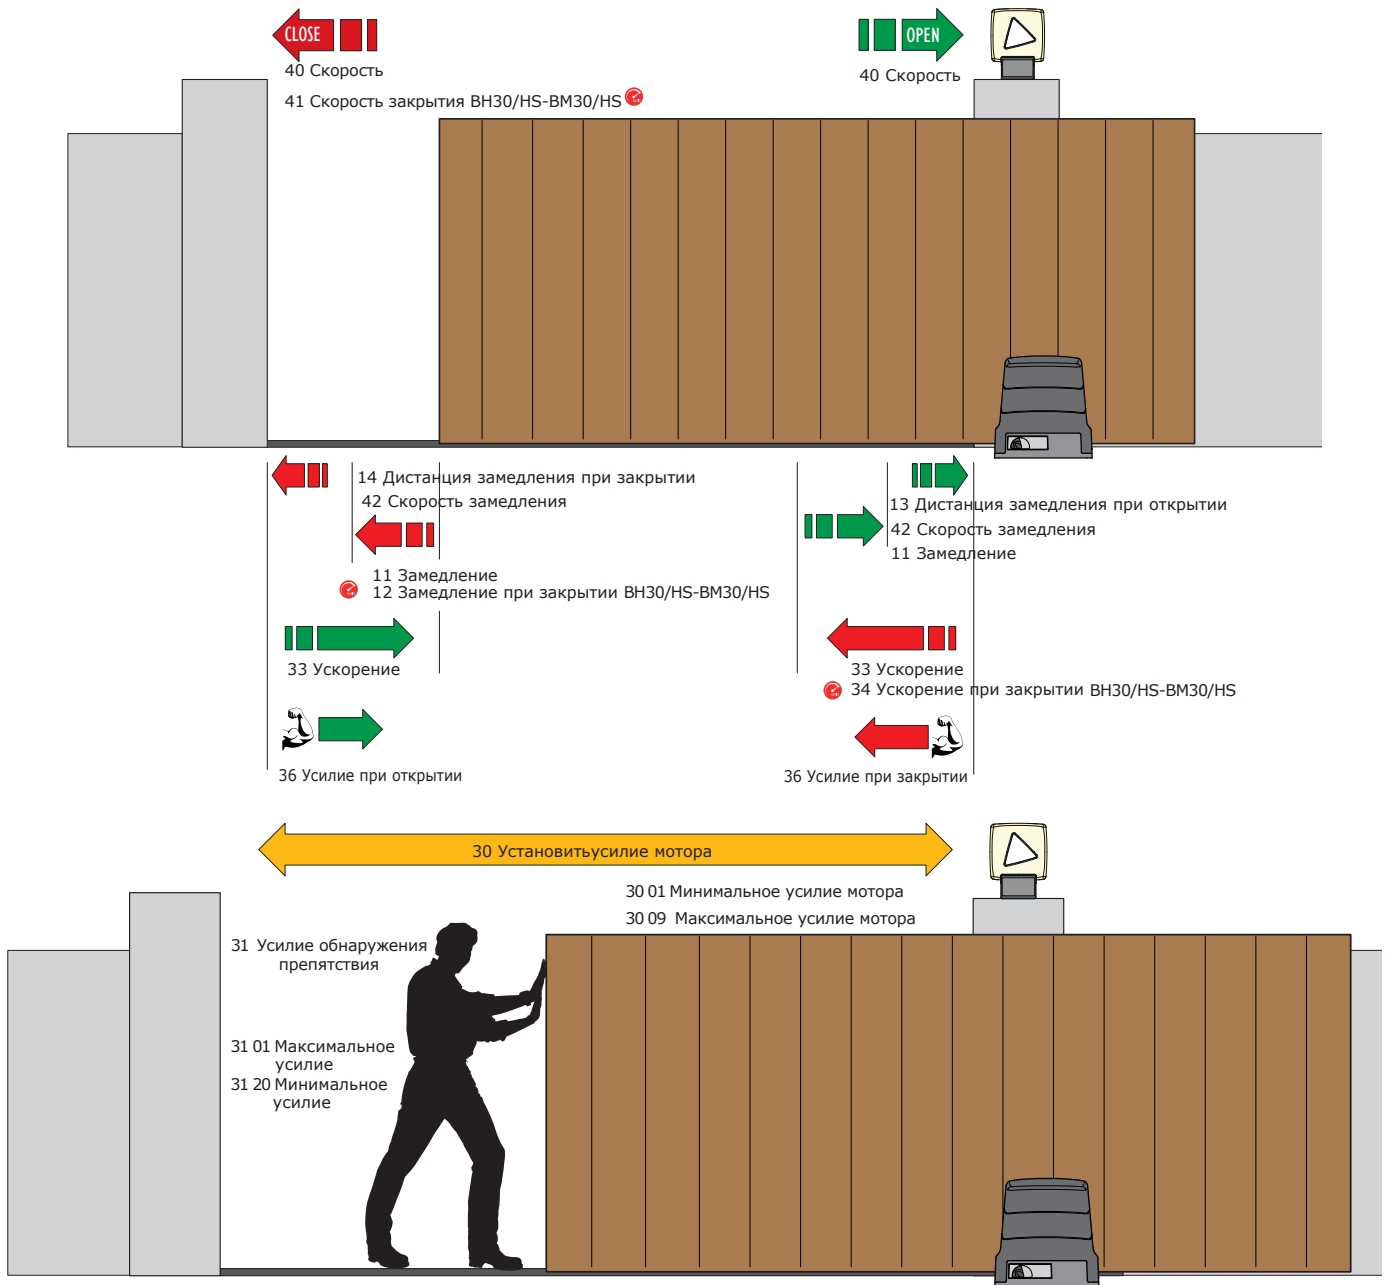 CLOSE
OPEN
40 Скорость
40 Скорость
41 Скорость закрытия BH30/HS-BM30/HS
14 Дистанция замедления при закрытии
42 Скорость замедления
13 Дистанция замедления при открытии
42 Скорость замедления
11 Замедление
11 Замедление
12 Замедление при закрытии BH30/HS-BM30/HS
33 Ускорение
33 Ускорение
34 Ускорение при закрытии BH30/HS-BM30/HS
36 Усилие при открытии
36 Усилие при закрытии
30 Установитьусилие мотора
30 01 Минимальное усилие мотора
30 09 Максимальное усилие мотора
31 Усилие обнаружения
препятствия
31 01 Максимальное
усилие
31 20 Минимальное
усилие